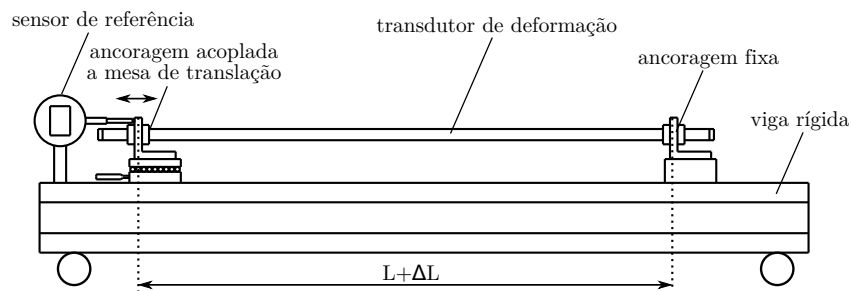 sensor de referência
ancoragem acoplada
a mesa de translação
transdutor de deformação
ancoragem fixa
viga rígida
L+ΔL